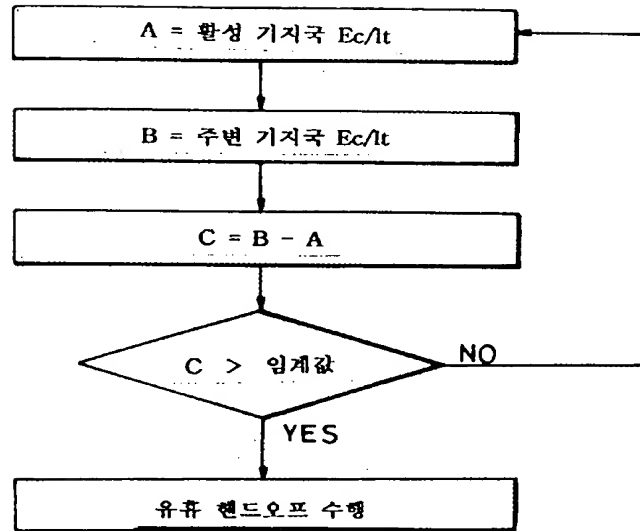 A = 활성 기지국 Ec/It
B = 주변 기지국 Ec/It
C = B - A
C > 임계값
NO
YES
유휴 핸드오프 수행